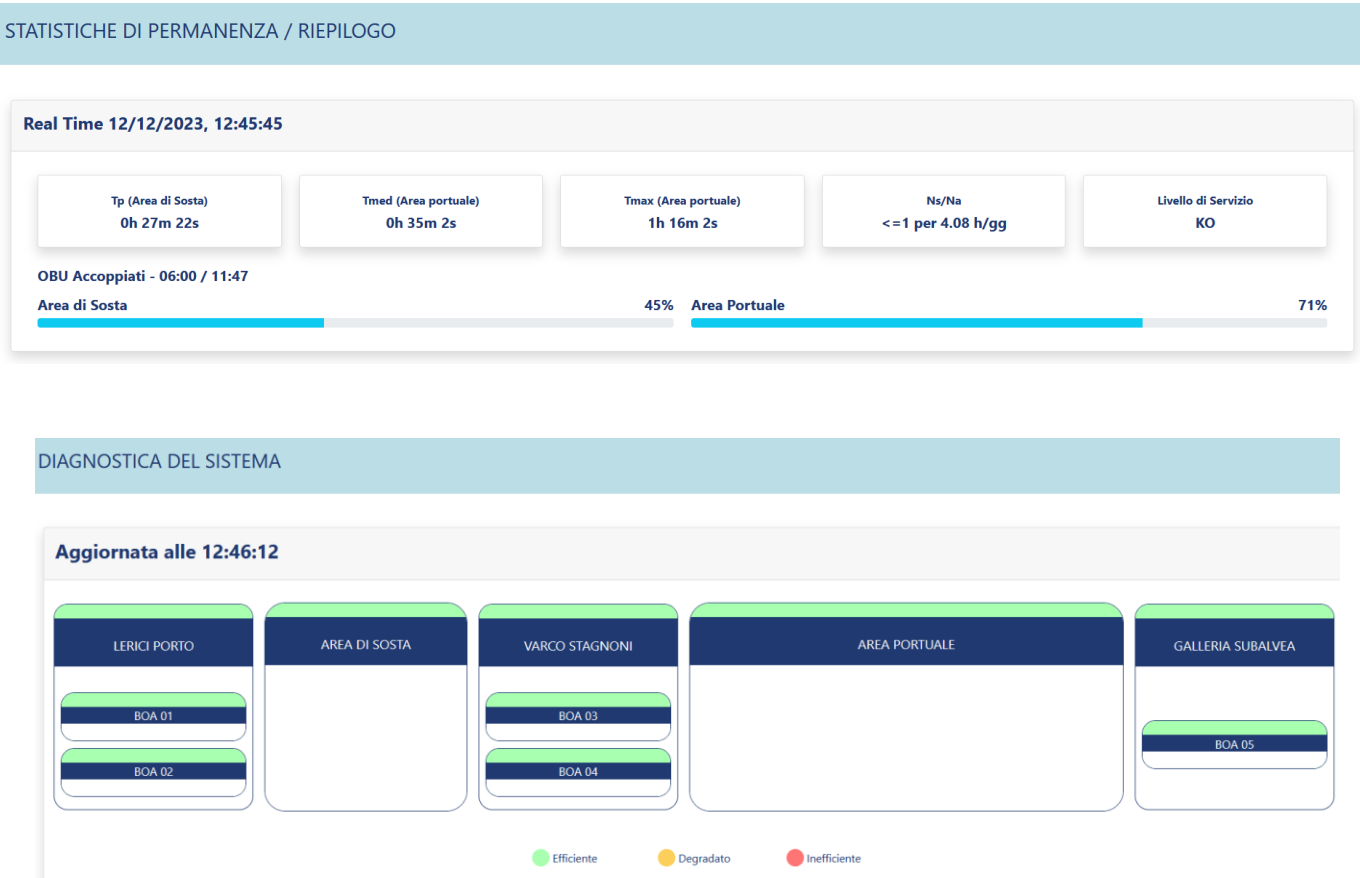 STATISTICHE DI PERMANENZA / RIEPILOGO
Real Time 12/12/2023, 12:45:45
Tp (Area di Sosta)
0h 27m 22s
Tmed (Area portuale)
0h 35m 2s
Tmax (Area portuale)
1h 16m 2s
Ns/Na
<=1 per 4.08 h/gg
Livello di Servizio
KO
OBU Accoppiati - 06:00 / 11:47
Area di Sosta 45%
Area Portuale 71%
DIAGNOSTICA DEL SISTEMA
Aggiornata alle 12:46:12
LERICI PORTO
BOA 01
BOA 02
AREA DI SOSTA
VARCO STAGNONI
BOA 03
BOA 04
AREA PORTUALE
GALLERIA SUBALVEA
BOA 05
Efficiente
Degradato
Inefficiente